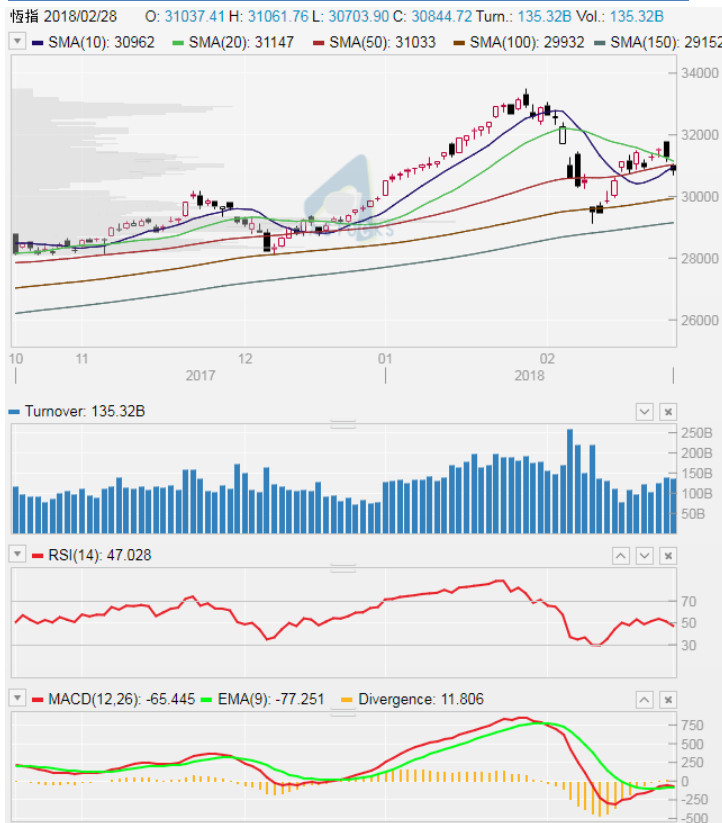 恆指 2018/02/28 O: 31037.41 H: 31061.76 L: 30703.90 C: 30844.72 Turn.: 135.32B Vol.: 135.32B
SMA(10): 30962 SMA(20): 31147 SMA(50): 31033 SMA(100): 29932 SMA(150): 29152
34000
32000
30000
28000
26000
10 11 12 01 02
2017 2018
Turnover: 135.32B
250B
200B
150B
100B
50B
RSI(14): 47.028
70
50
30
MACD(12,26): -65.445 EMA(9): -77.251 Divergence: 11.806
750
500
250
0
-250
-500